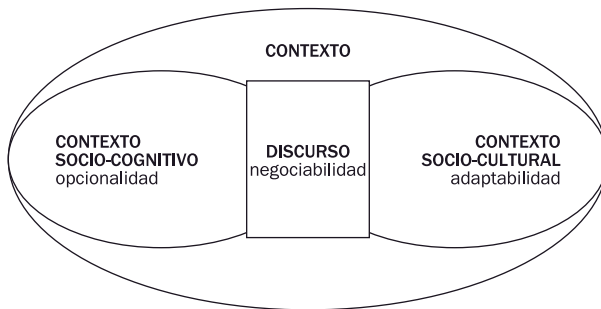 CONTEXTO
CONTEXTO
SOCIO-COGNITIVO
opcionalidad
DISCURSO
negociabilidad
CONTEXTO
SOCIO-CULTURAL
adaptabilidad